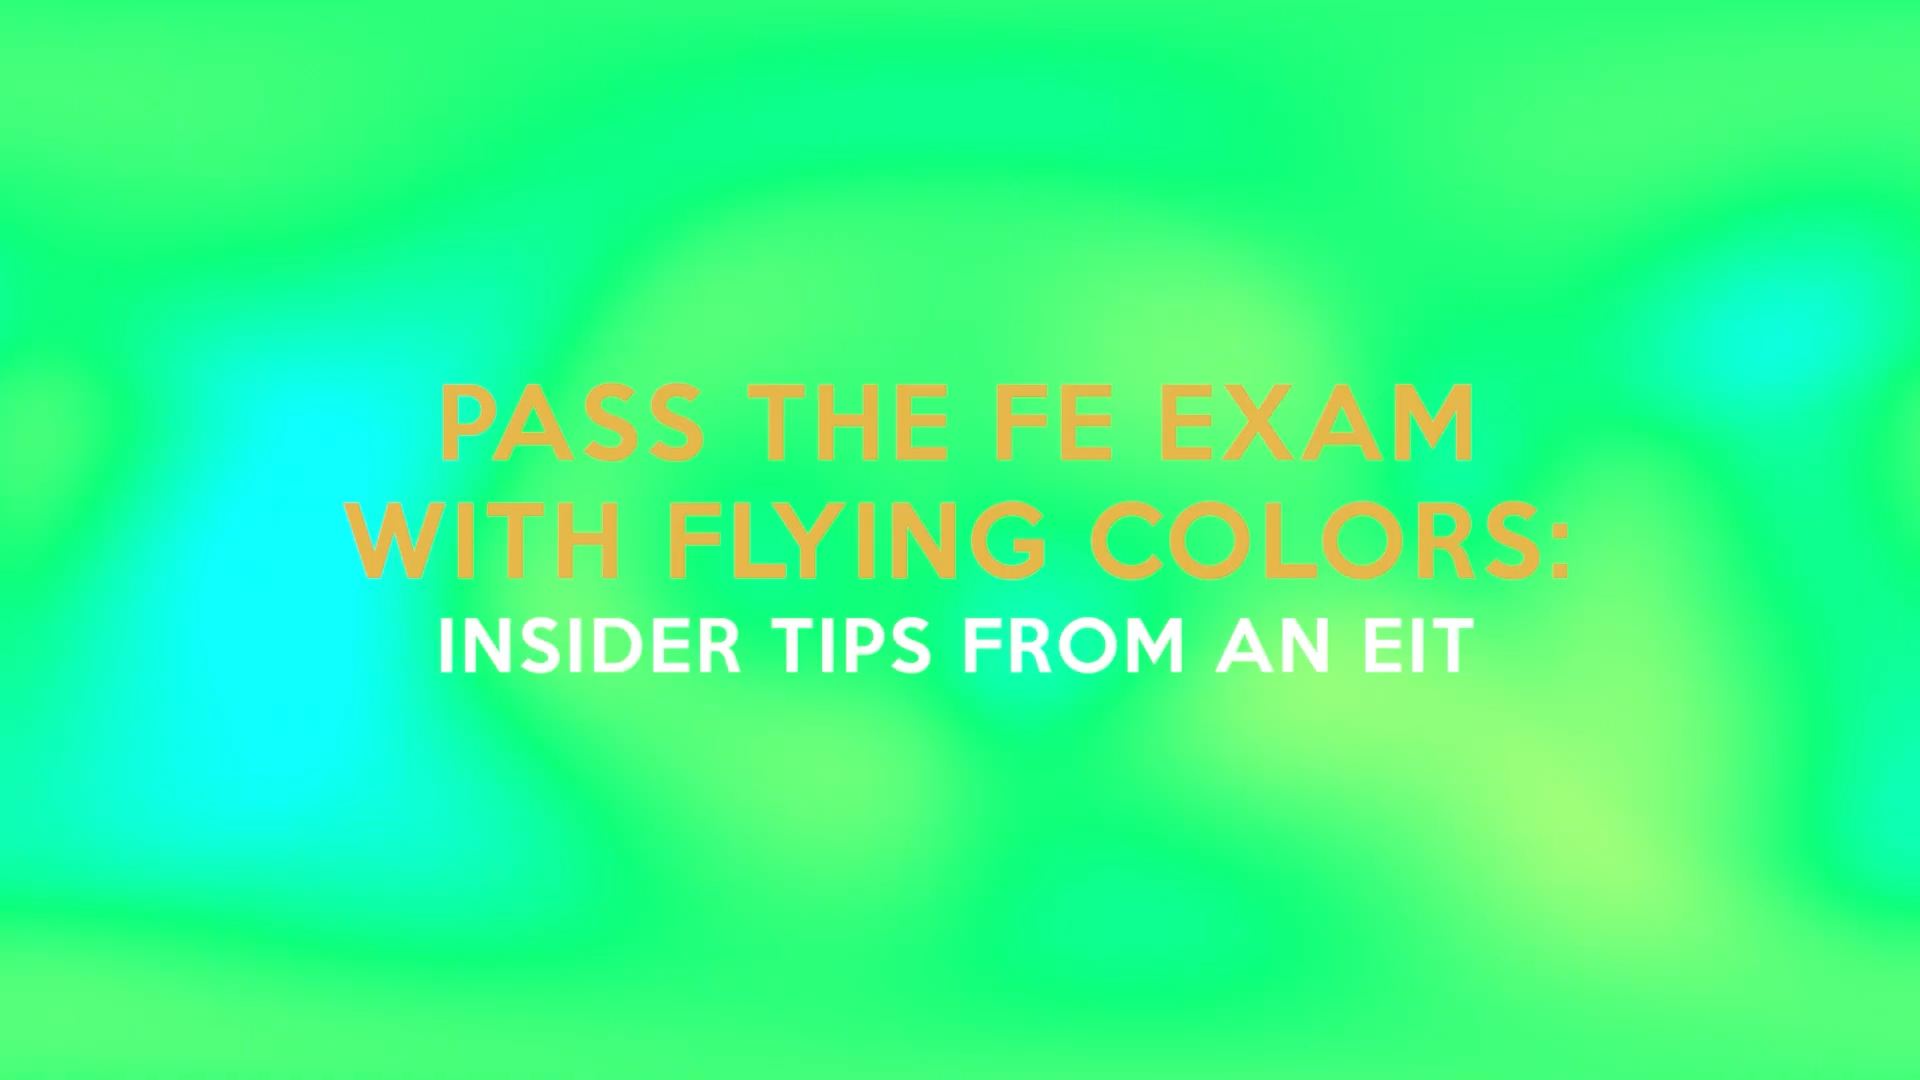 PASS THE FE EXAM
WITH FLYING COLORS:
INSIDER TIPS FROM AN EIT